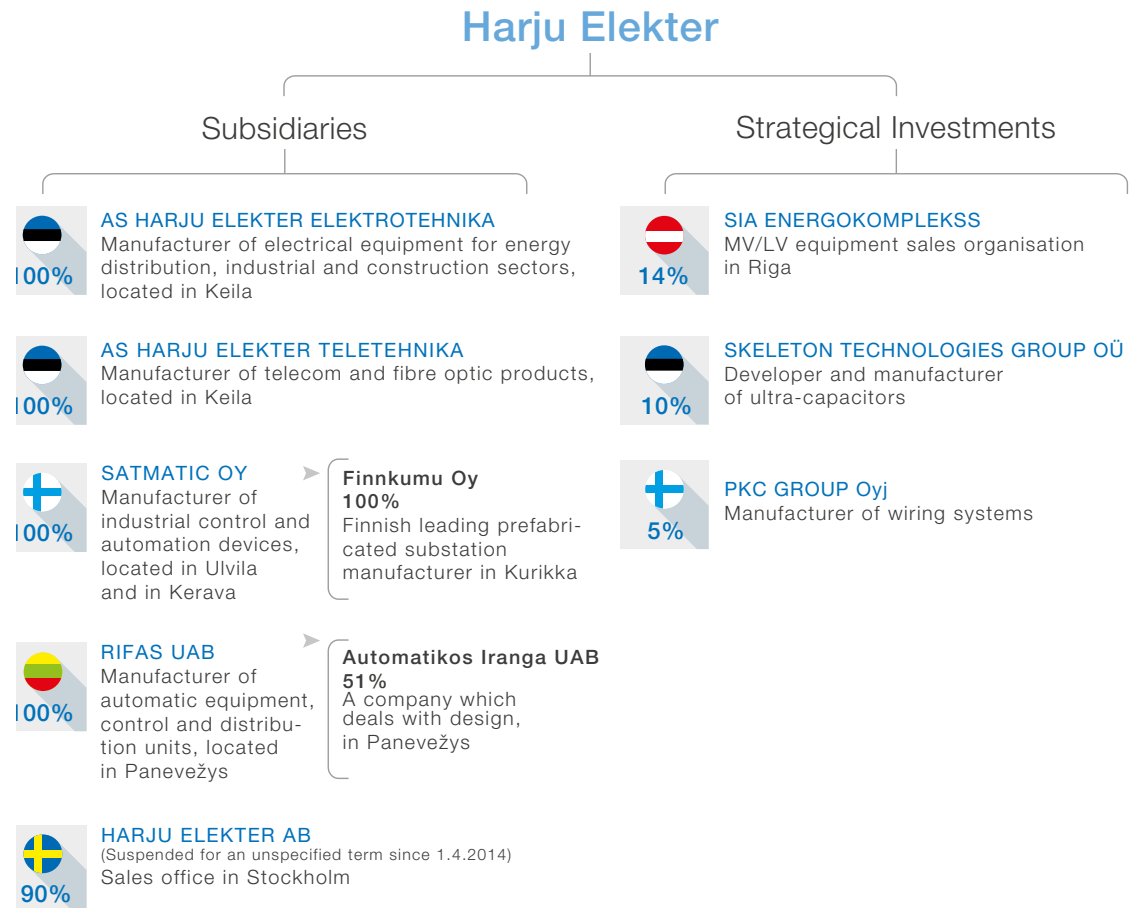 Harju Elekter
Subsidiaries
100%
AS HARJU ELEKTER ELEKTROTEHNIKA
Manufacturer of electrical equipment for energy
distribution, industrial and construction sectors,
located in Keila
100%
AS HARJU ELEKTER TELETEHNIKA
Manufacturer of telecom and fibre optic products,
located in Keila
100%
SATMATIC OY
Manufacturer of
industrial control and
automation devices,
located in Ulvila
and in Kerava
Finnkumu Oy
100%
Finnish leading prefabri-
cated substation
manufacturer in Kurikka
100%
RIFAS UAB
Manufacturer of
automatic equipment,
control and distribu-
tion units, located
in Panevežys
Automatikos Iranga UAB
51%
A company which
deals with design,
in Panevežys
90%
HARJU ELEKTER AB
(Suspended for an unspecified term since 1.4.2014)
Sales office in Stockholm
Strategical Investments
14%
SIA ENERGOKOMPLEKSS
MV/LV equipment sales organisation
in Riga
10%
SKELETON TECHNOLOGIES GROUP OÜ
Developer and manufacturer
of ultra-capacitors
5%
PKC GROUP Oyj
Manufacturer of wiring systems